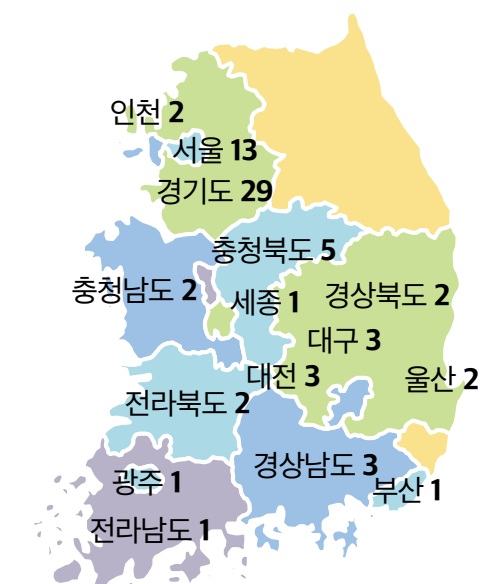 인천 2
서울 13
경기도 29
충청북도 5
충청남도 2
세종 1
경상북도 2
대구 3
대전 3
울산 2
전라북도 2
경상남도 3
광주 1
부산 1
전라남도 1